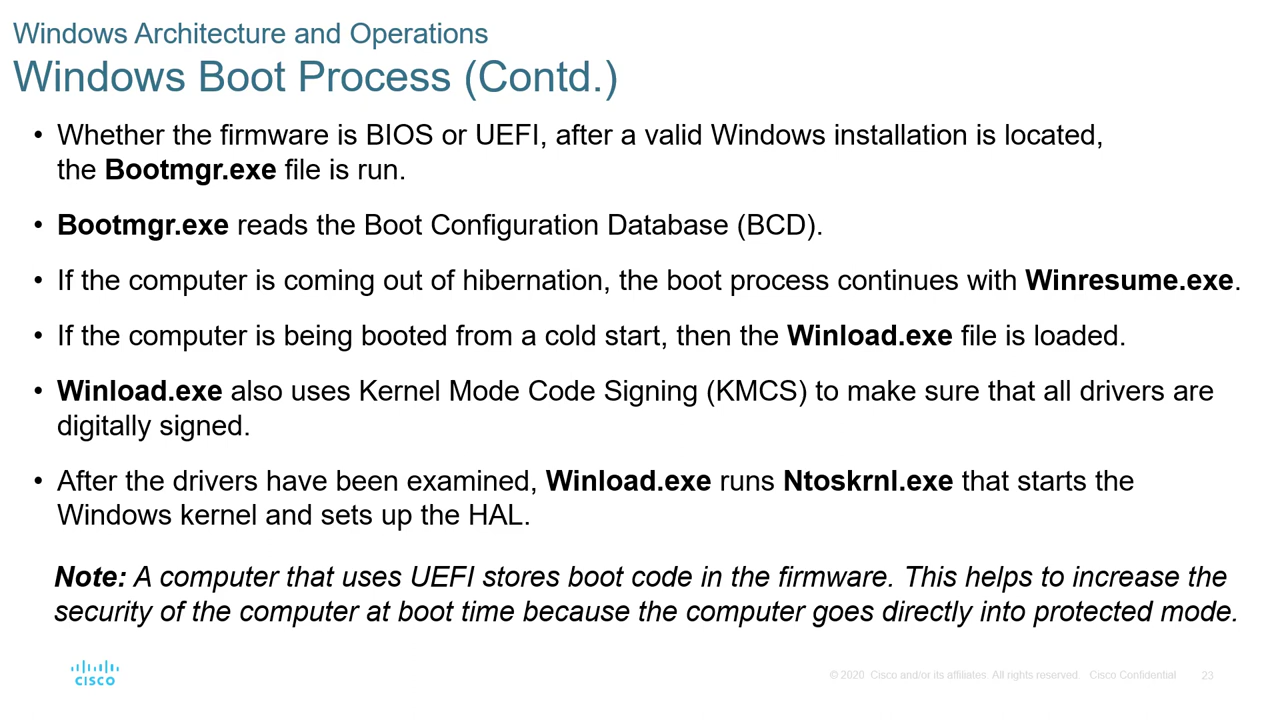 Windows Architecture and Operations
Windows Boot Process (Contd.)
• Whether the firmware is BIOS or UEFI, after a valid Windows installation is located,
the Bootmgr.exe file is run.
• Bootmgr.exe reads the Boot Configuration Database (BCD).
• If the computer is coming out of hibernation, the boot process continues with Winresume.exe.
• If the computer is being booted from a cold start, then the Winload.exe file is loaded.
• Winload.exe also uses Kernel Mode Code Signing (KMCS) to make sure that all drivers are
digitally signed.
• After the drivers have been examined, Winload.exe runs Ntoskrnl.exe that starts the
Windows kernel and sets up the HAL.
Note: A computer that uses UEFI stores boot code in the firmware. This helps to increase the
security of the computer at boot time because the computer goes directly into protected mode.
CISCO
© 2020 Cisco and/or its affiliates. All rights reserved. Cisco Confidential 23